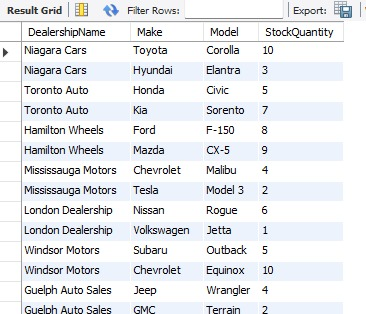 Result Grid Filter Rows: Export:
DealershipName Make Model StockQuantity
Niagara Cars Toyota Corolla 10
Niagara Cars Hyundai Elantra 3
Toronto Auto Honda Civic 5
Toronto Auto Kia Sorento 7
Hamilton Wheels Ford F-150 8
Hamilton Wheels Mazda CX-5 9
Mississauga Motors Chevrolet Malibu 4
Mississauga Motors Tesla Model 3 2
London Dealership Nissan Rogue 6
London Dealership Volkswagen Jetta 1
Windsor Motors Subaru Outback 5
Windsor Motors Chevrolet Equinox 10
Guelph Auto Sales Jeep Wrangler 4
Guelph Auto Sales GMC Terrain 2